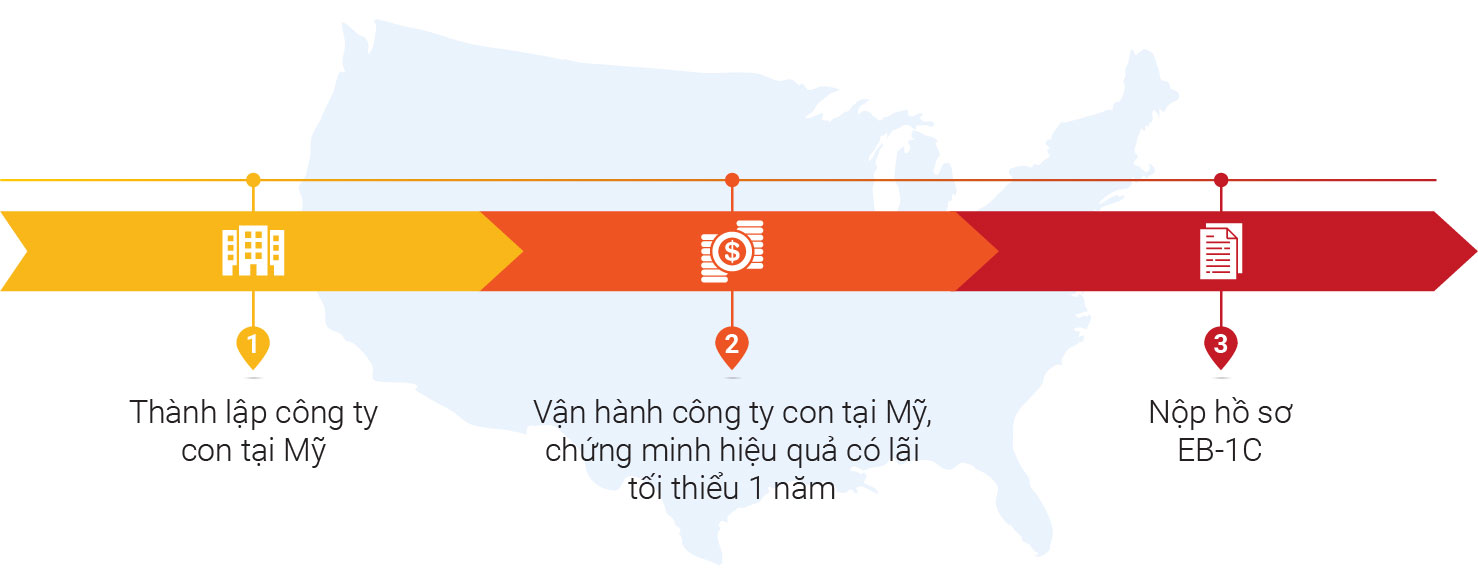 $
1
2
3
Thành lập công ty
con tại Mỹ
Vận hành công ty con tại Mỹ,
chứng minh hiệu quả có lãi
tối thiểu 1 năm
Nộp hồ sơ
EB-1C